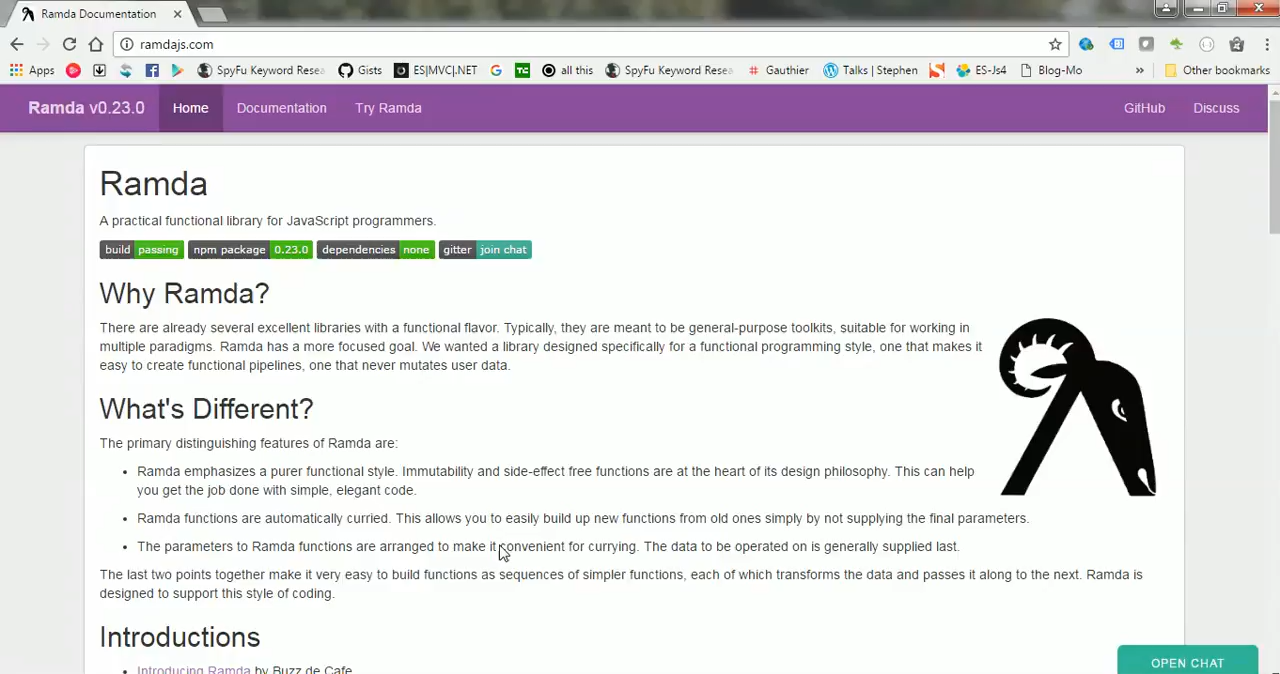 Ramda Documentation
ramdajs.com
Apps
SpyFu Keyword Resea
Gists
ES|MVC|.NET
TC
all this
SpyFu Keyword Resea
Gauthier
Talks | Stephen
ES-Js4
Blog-Mo
»
Other bookmarks
Ramda v0.23.0
Home
Documentation
Try Ramda
GitHub
Discuss
Ramda
A practical functional library for JavaScript programmers.
build passing npm package 0.23.0 dependencies none gitter join chat
Why Ramda?
There are already several excellent libraries with a functional flavor. Typically, they are meant to be general-purpose toolkits, suitable for working in
multiple paradigms. Ramda has a more focused goal. We wanted a library designed specifically for a functional programming style, one that makes it
easy to create functional pipelines, one that never mutates user data.
What's Different?
The primary distinguishing features of Ramda are:
• Ramda emphasizes a purer functional style. Immutability and side-effect free functions are at the heart of its design philosophy. This can help
you get the job done with simple, elegant code.
• Ramda functions are automatically curried. This allows you to easily build up new functions from old ones simply by not supplying the final parameters.
• The parameters to Ramda functions are arranged to make it convenient for currying. The data to be operated on is generally supplied last.
The last two points together make it very easy to build functions as sequences of simpler functions, each of which transforms the data and passes it along to the next. Ramda is
designed to support this style of coding.
Introductions
• Introducing Ramda by Buzz de Cafe
OPEN CHAT